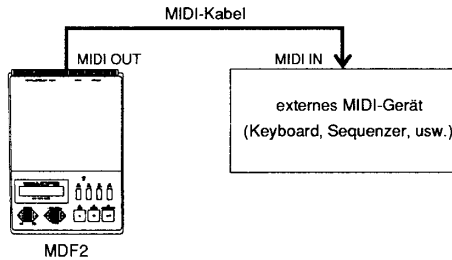 MIDI-Kabel
MIDI OUT
MIDI IN
externes MIDI-Gerät
(Keyboard, Sequenzer, usw.)
MDF2